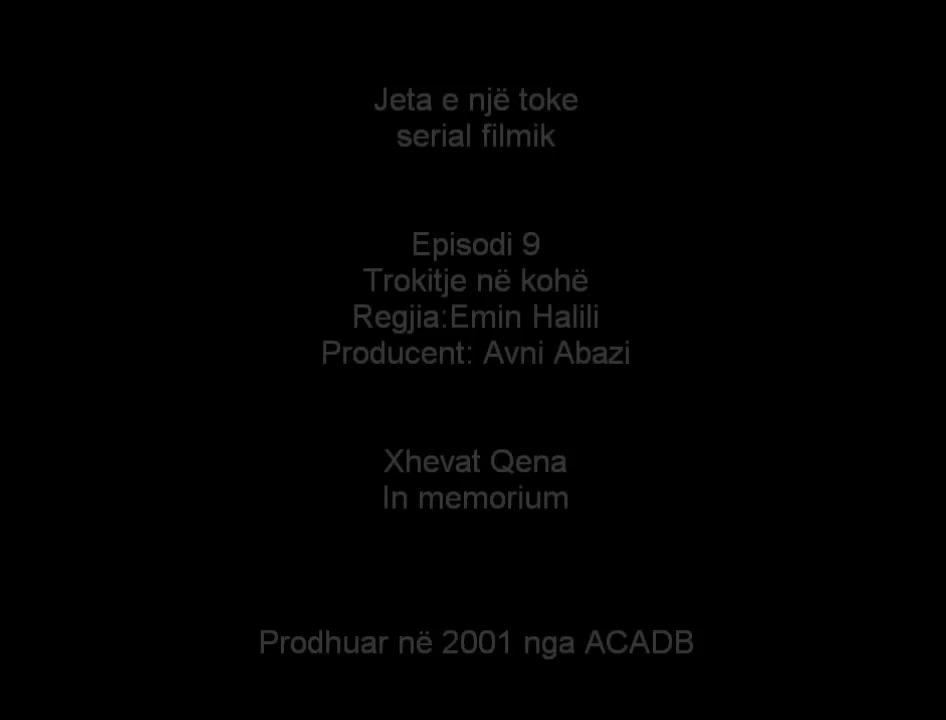 Jeta e një toke
serial filmik
Episodi 9
Trokitje në kohë
Regjia:Emin Halili
Producent: Avni Abazi
Xhevat Qena
In memorium
Prodhuar në 2001 nga ACADB